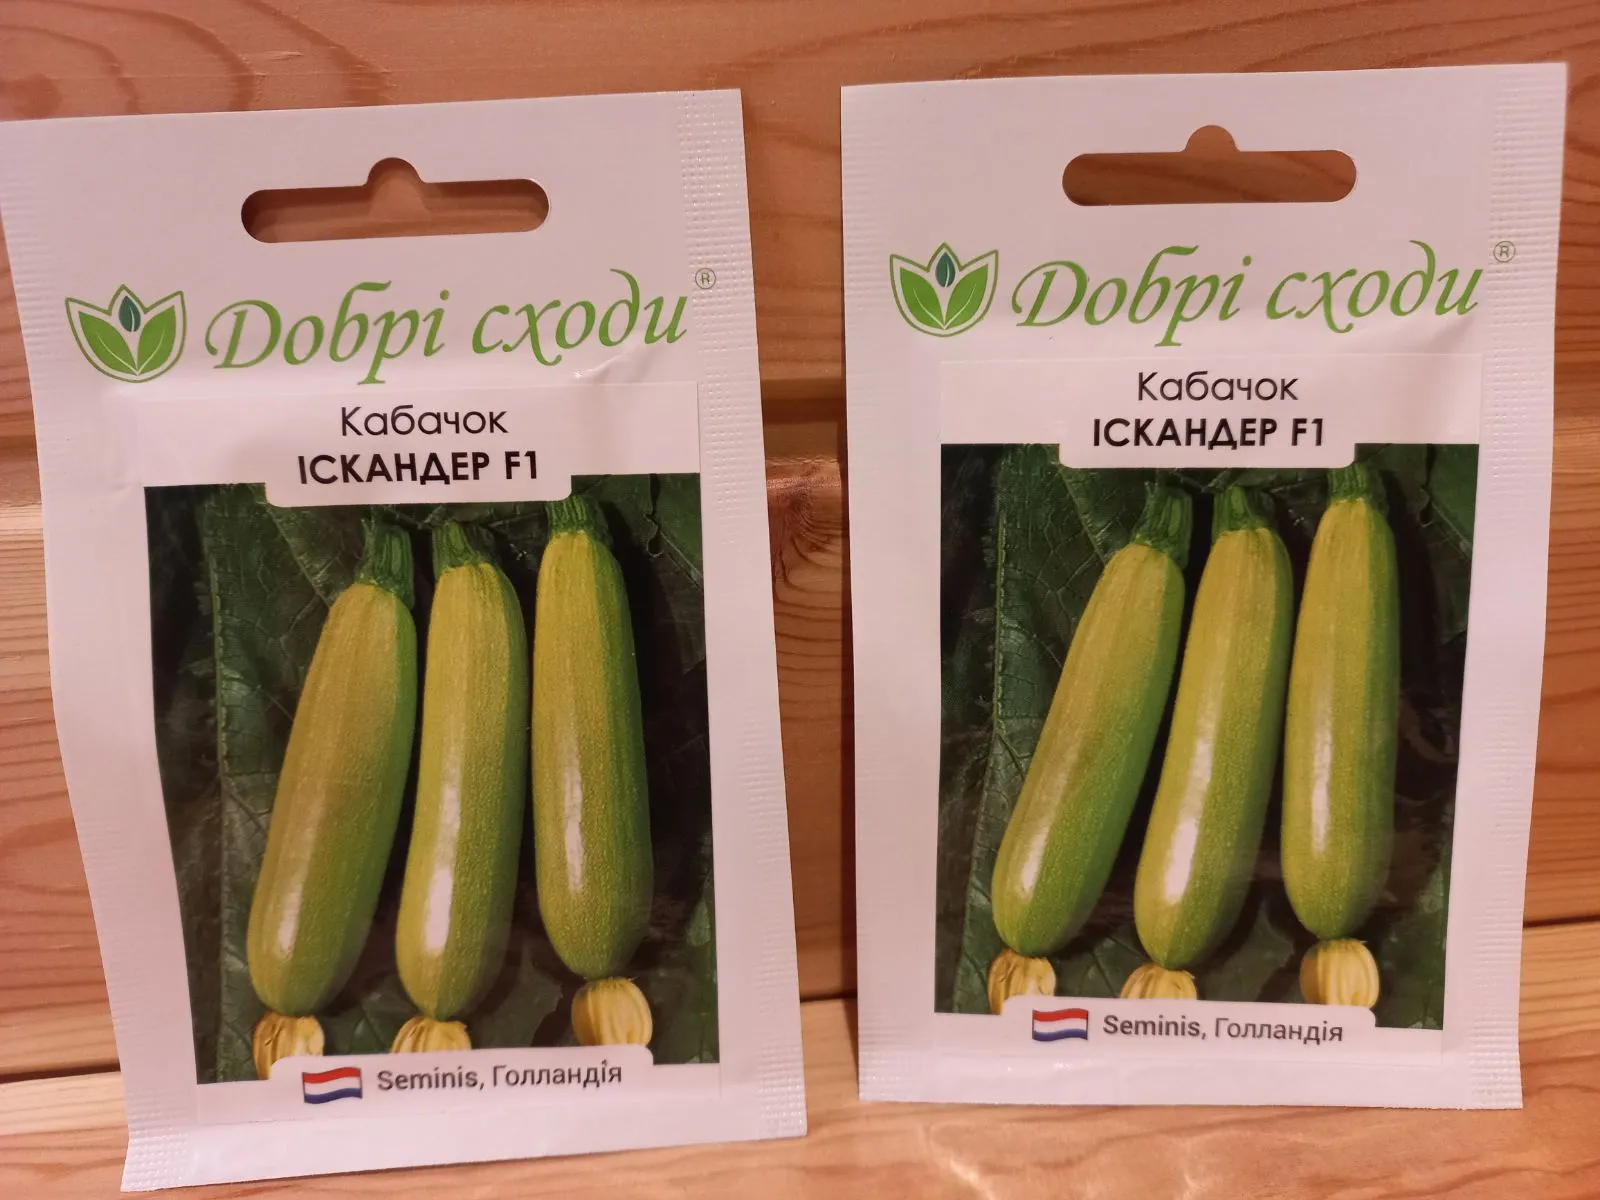 Добрі сходи®
Кабачок
ІСКАНДЕР F1
Seminis, Голландія
Добрі сходи®
Кабачок
ІСКАНДЕР F1
Seminis, Голландія